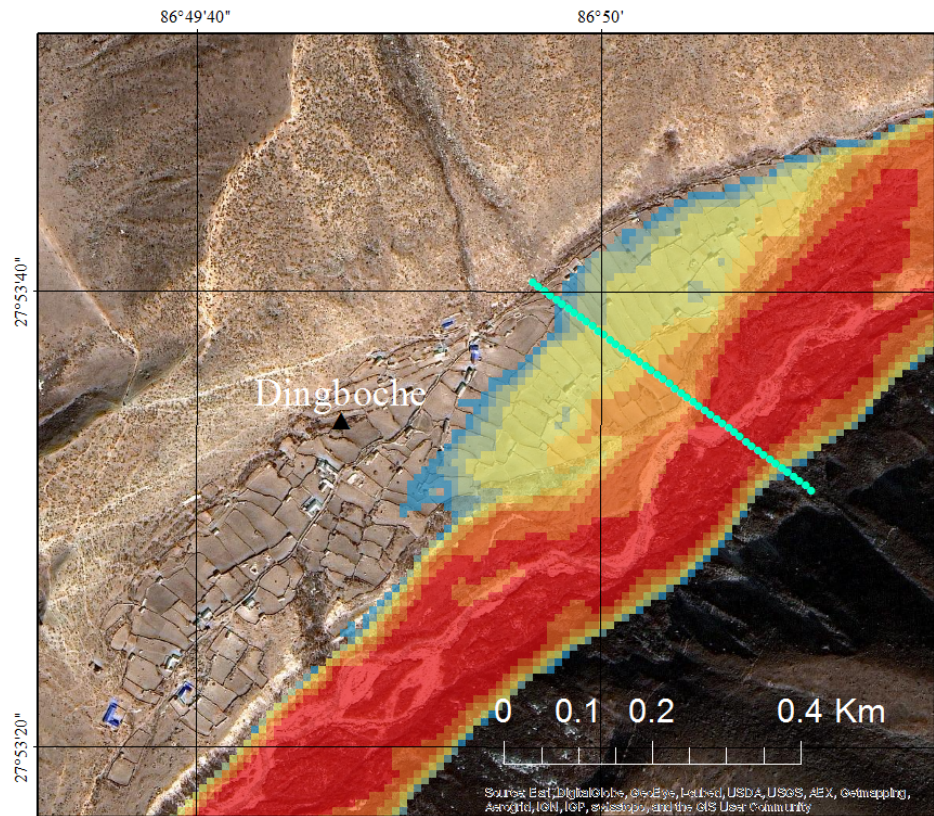 86°49'40" 86°50'
27°53'40"
Dingboche
27°53'20"
0 0.1 0.2 0.4 Km
Source: Esri, DigitalGlobe, GeoEye, i-cubed, USDA, USGS, AEX, Getmapping,
Aerogrid, IGN, IGP, swisstopo, and the GIS User Community